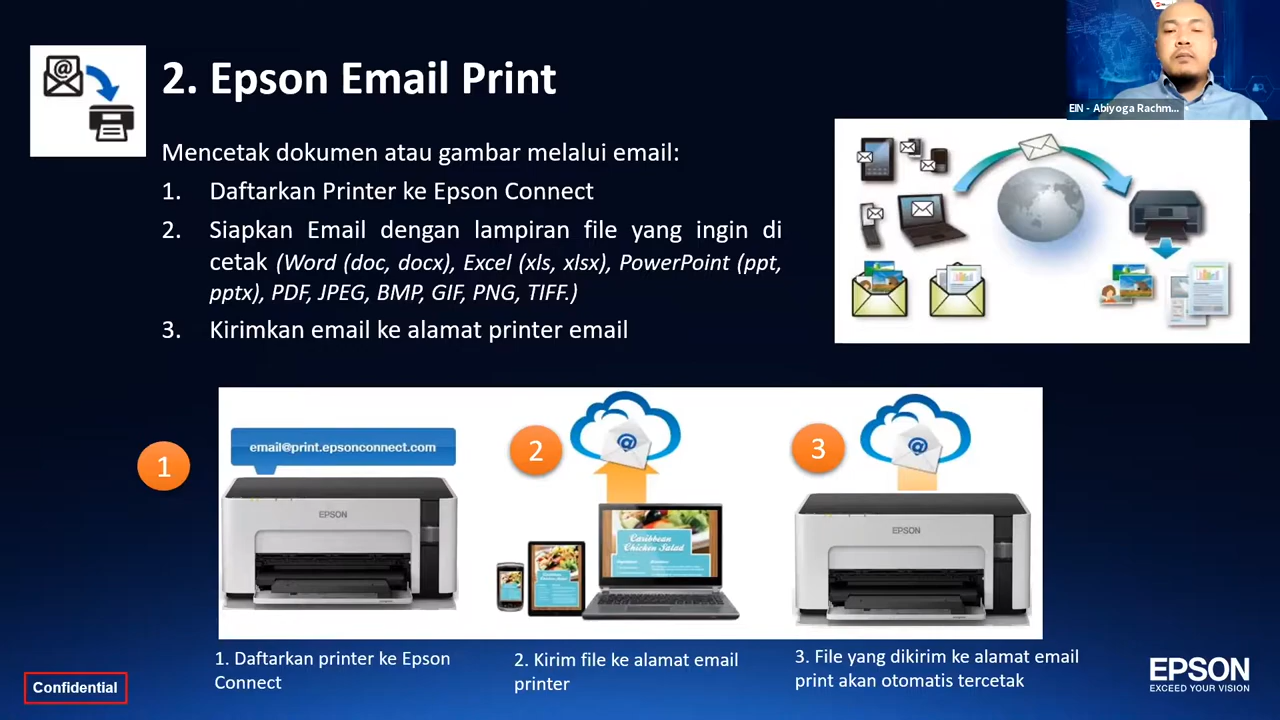 EIN - Abiyoga Rachm...
2. Epson Email Print
Mencetak dokumen atau gambar melalui email:
1. Daftarkan Printer ke Epson Connect
2. Siapkan Email dengan lampiran file yang ingin di
cetak (Word (doc, docx), Excel (xls, xlsx), PowerPoint (ppt,
pptx), PDF, JPEG, BMP, GIF, PNG, TIFF.)
3. Kirimkan email ke alamat printer email
1
email@print.epsonconnect.com
EPSON
2
Caribbean
Chicken Salad
3
EPSON
1. Daftarkan printer ke Epson
Connect
2. Kirim file ke alamat email
printer
3. File yang dikirim ke alamat email
print akan otomatis tercetak
Confidential
EPSON
EXCEED YOUR VISION